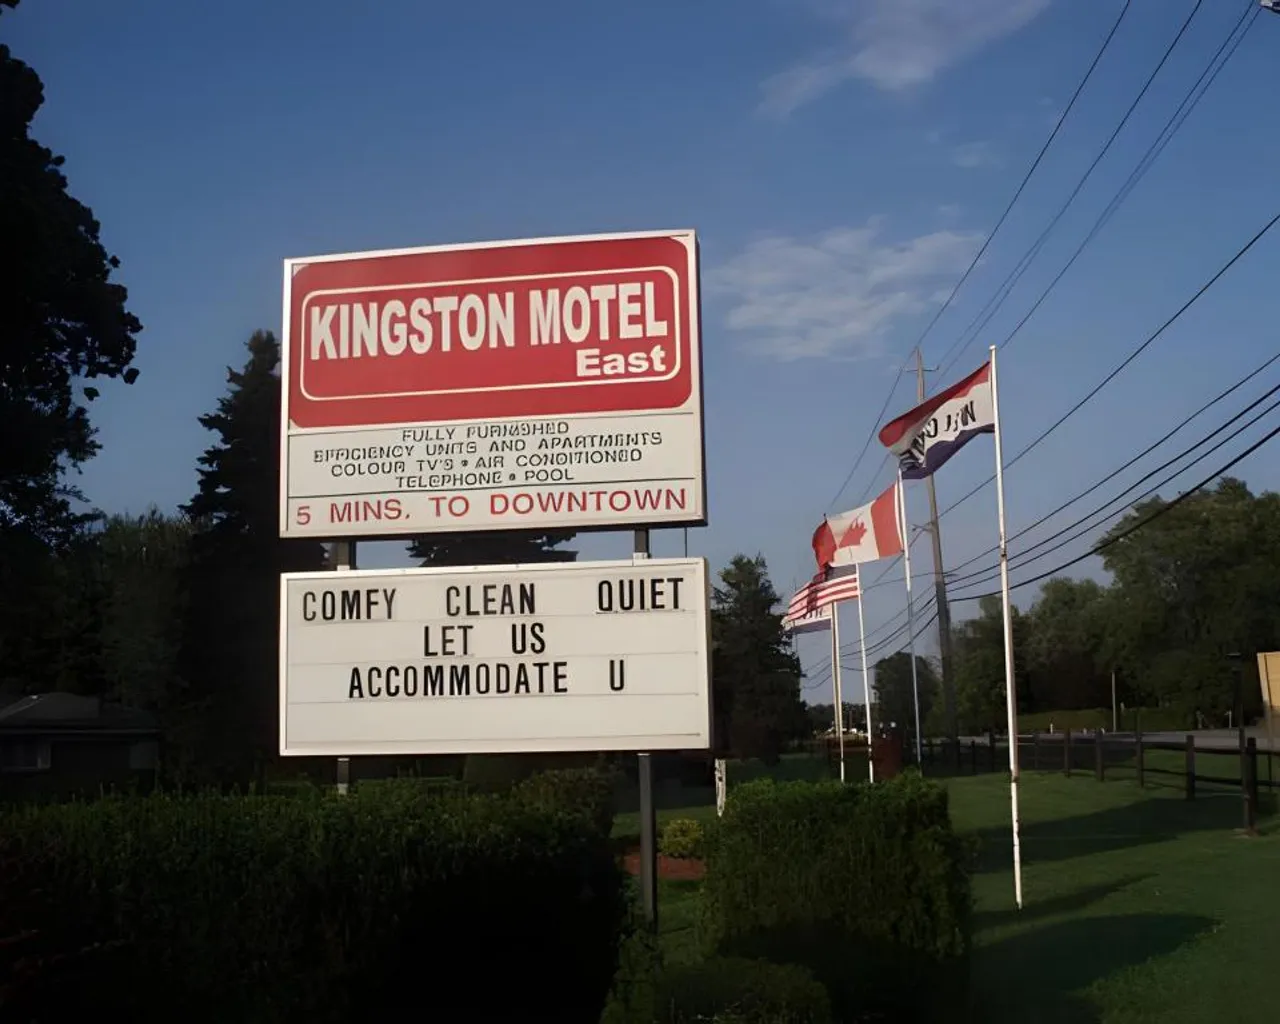 KINGSTON MOTEL
East
FULLY FURNISHED
EFFICIENCY UNITS AND APARTMENTS
COLOUR TV'S • AIR CONDITIONED
TELEPHONE • POOL
5 MINS. TO DOWNTOWN
COMFY CLEAN QUIET
LET US
ACCOMMODATE U